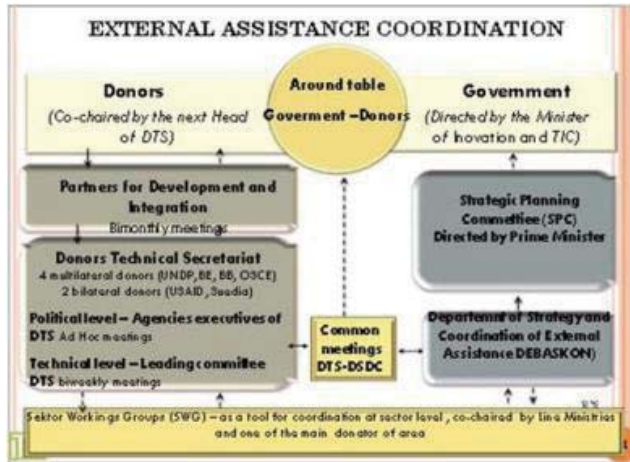 EXTERNAL ASSISTANCE COORDINATION
Donors
(Co-chaired by the next Head
of DTS)
Around table
Goverment –Donors
Government
(Directed by the Minister
of Inovation and TIC)
Partners for Development and
Integration
Bimonthly meetings
Donors Technical Secretariat
4 multilateral donors (UNDP,BE, BB, OSCE)
2 bilateral donors (USAID,Suedia)
Political level – Agencies executives of
DTS Ad Hoc meetings
Technical level – Leading committee
DTS biweekly meetings
Common
meetings
DTS-DSDC
Strategic Planning
Committee (SPC)
Directed by Prime Minister
Departemnt of Strategy and
Coordination of External
Assistance DEBASKON)
Sektor Workings Groups (SWG) – as a tool for coordination at sector level , co-chaired by Line Ministries
and one of the main donator of area